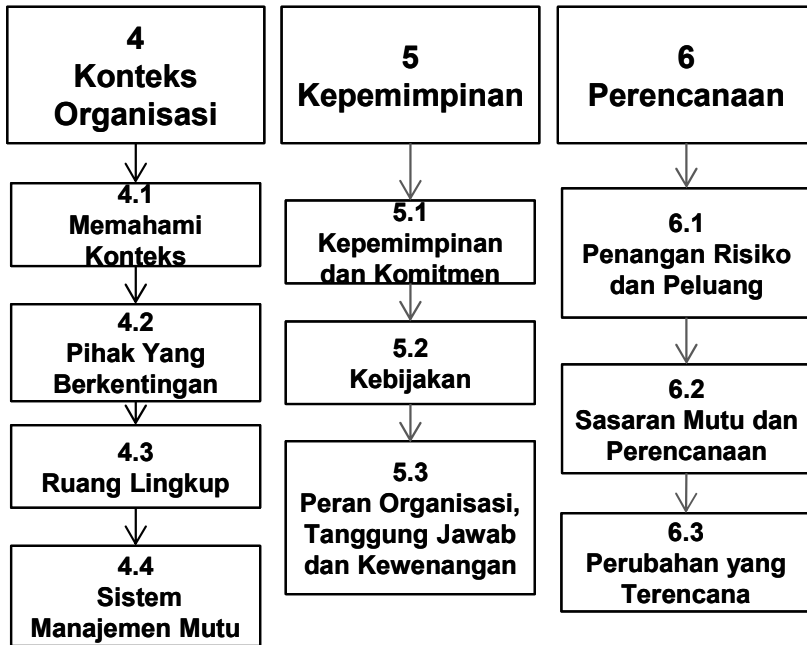 4
Konteks
Organisasi
4.1
Memahami
Konteks
4.2
Pihak Yang
Berkentingan
4.3
Ruang Lingkup
4.4
Sistem
Manajemen Mutu
5
Kepemimpinan
5.1
Kepemimpinan
dan Komitmen
5.2
Kebijakan
5.3
Peran Organisasi,
Tanggung Jawab
dan Kewenangan
6
Perencanaan
6.1
Penangan Risiko
dan Peluang
6.2
Sasaran Mutu dan
Perencanaan
6.3
Perubahan yang
Terencana